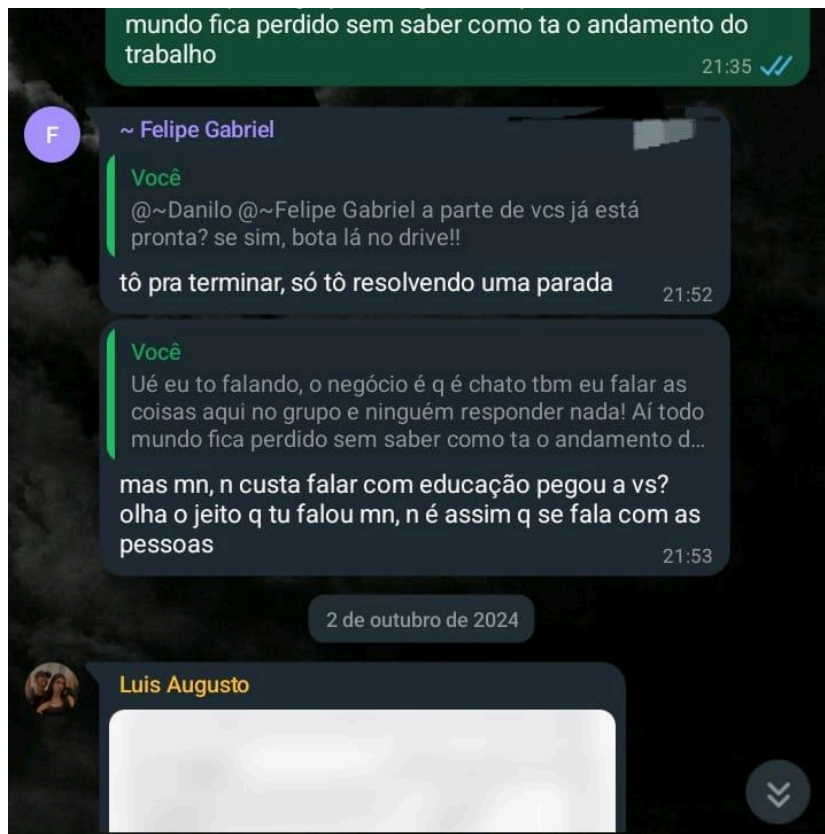 mundo fica perdido sem saber como ta o andamento do
trabalho
21:35
F
~ Felipe Gabriel
Você
@~Danilo @~Felipe Gabriel a parte de vcs já está
pronta? se sim, bota lá no drive!!
tô pra terminar, só tô resolvendo uma parada
21:52
Você
Ué eu to falando, o negócio é q é chato tbm eu falar as
coisas aqui no grupo e ninguém responder nada! Aí todo
mundo fica perdido sem saber como ta o andamento d...
mas mn, n custa falar com educação pegou a vs?
olha o jeito q tu falou mn, n é assim q se fala com as
pessoas
21:53
2 de outubro de 2024
Luis Augusto